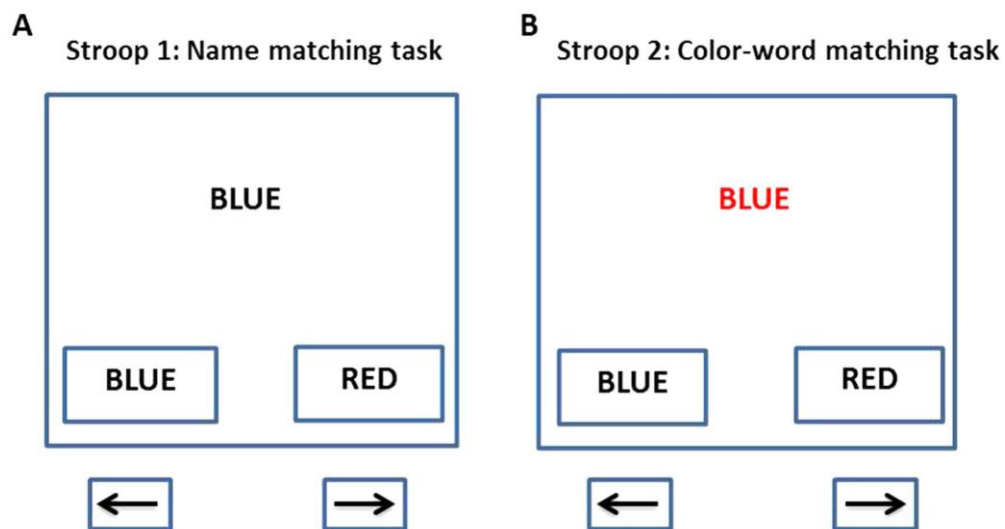 A
Stroop 1: Name matching task
BLUE
BLUE
RED
B
Stroop 2: Color-word matching task
BLUE
BLUE
RED